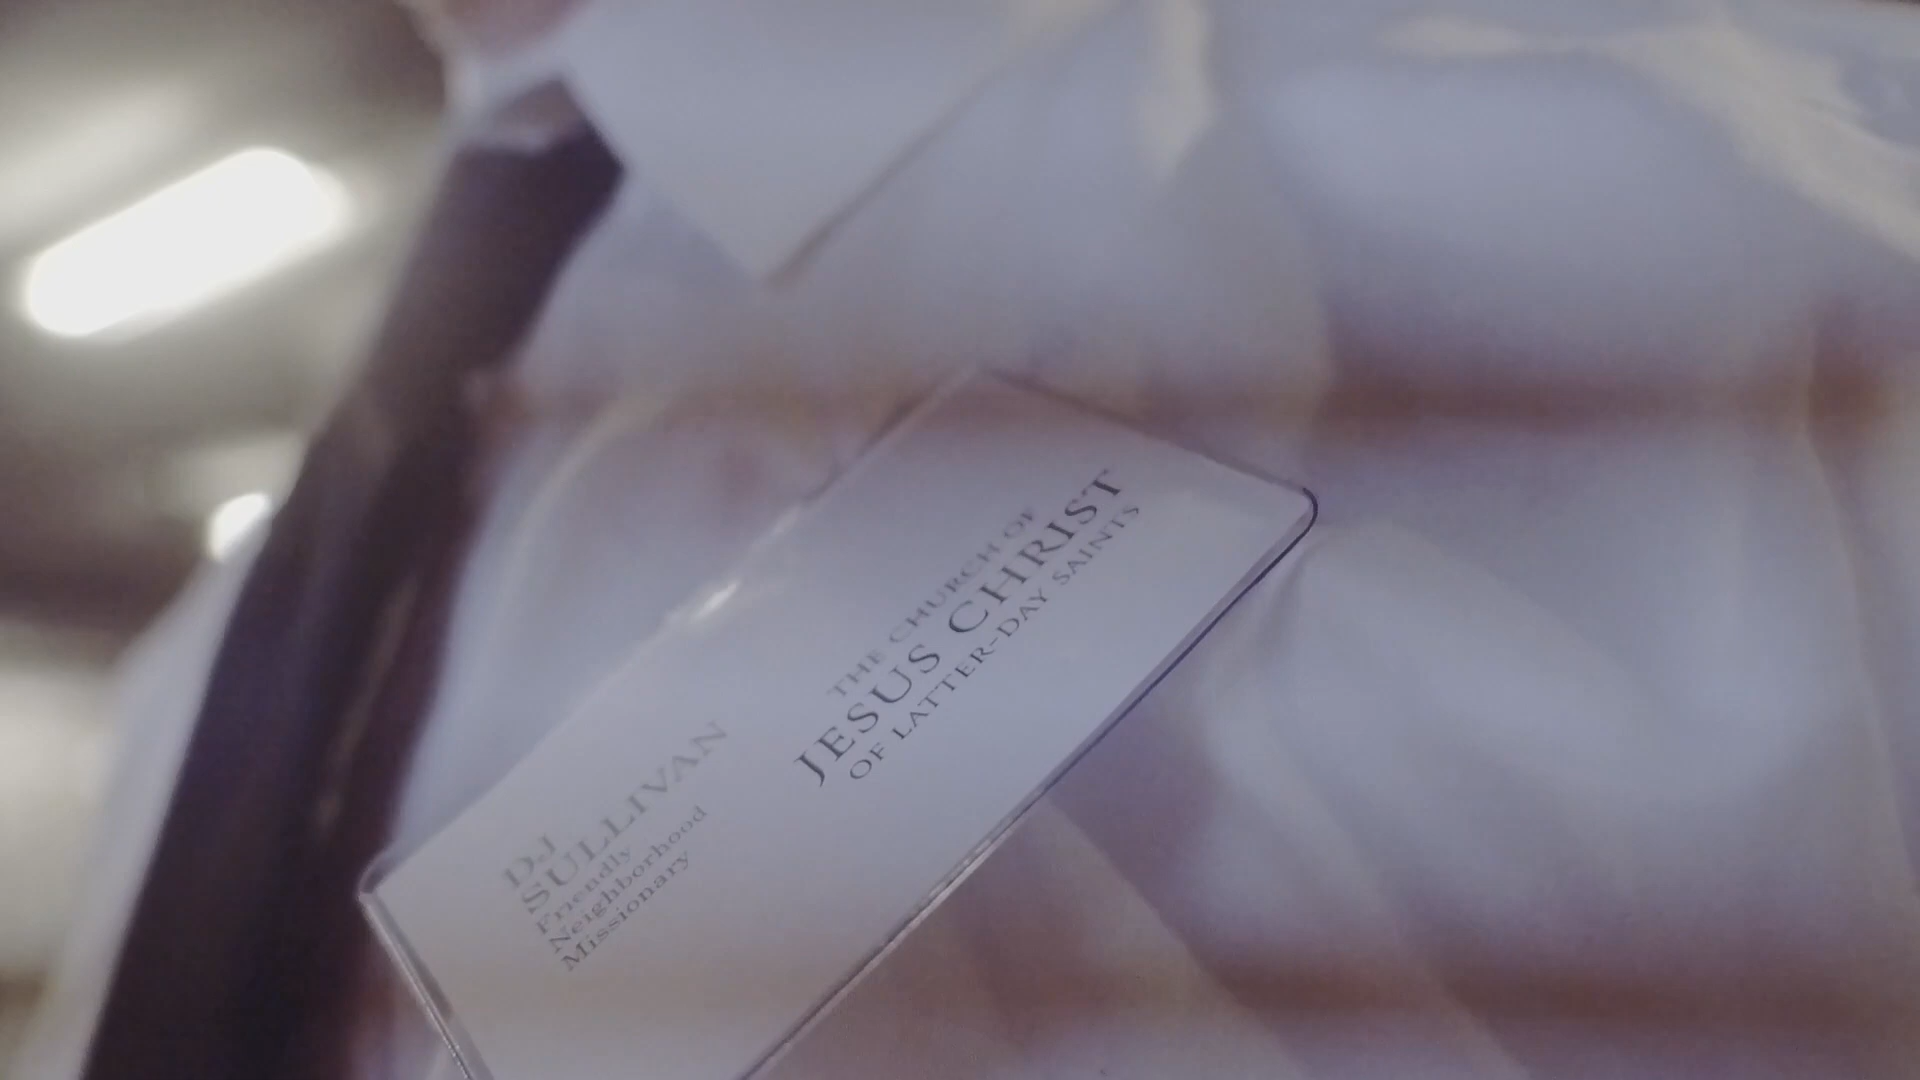 DJ
SULLIVAN
Friendly
Neighborhood
Missionary
THE CHURCH OF
JESUS CHRIST
OF LATTER-DAY SAINTS